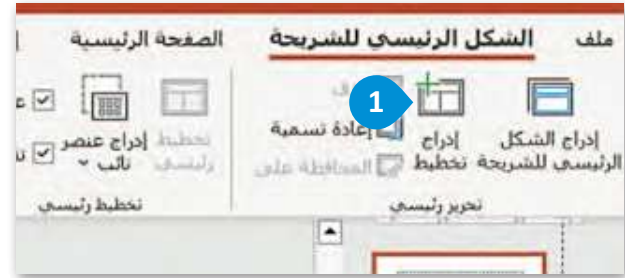 ملف الشكل الرئيسي للشريحة الصفحة الرئيسية
1
إدراج الشكل الرئيسي للشريحة
إدراج تخطيط
إعادة تسمية
المحافظة على
تخطيط رئيسي
إدراج عنصر نائب
تحرير رئيسي
تخطيط رئيسي